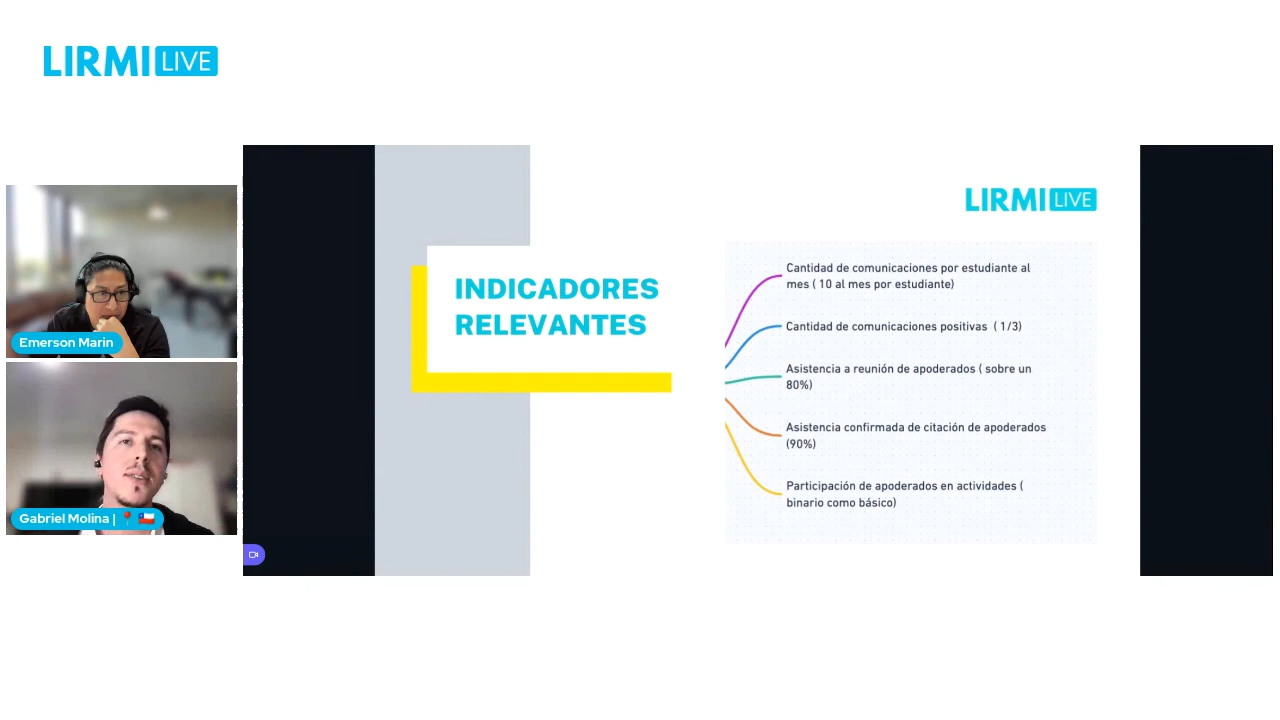 LIRMI LIVE
Emerson Marin
Gabriel Molina | 📍 🇨🇱
INDICADORES
RELEVANTES
LIRMI LIVE
Cantidad de comunicaciones por estudiante al
mes ( 10 al mes por estudiante)
Cantidad de comunicaciones positivas ( 1/3)
Asistencia a reunión de apoderados ( sobre un
80%)
Asistencia confirmada de citación de apoderados
(90%)
Participación de apoderados en actividades (
binario como básico)